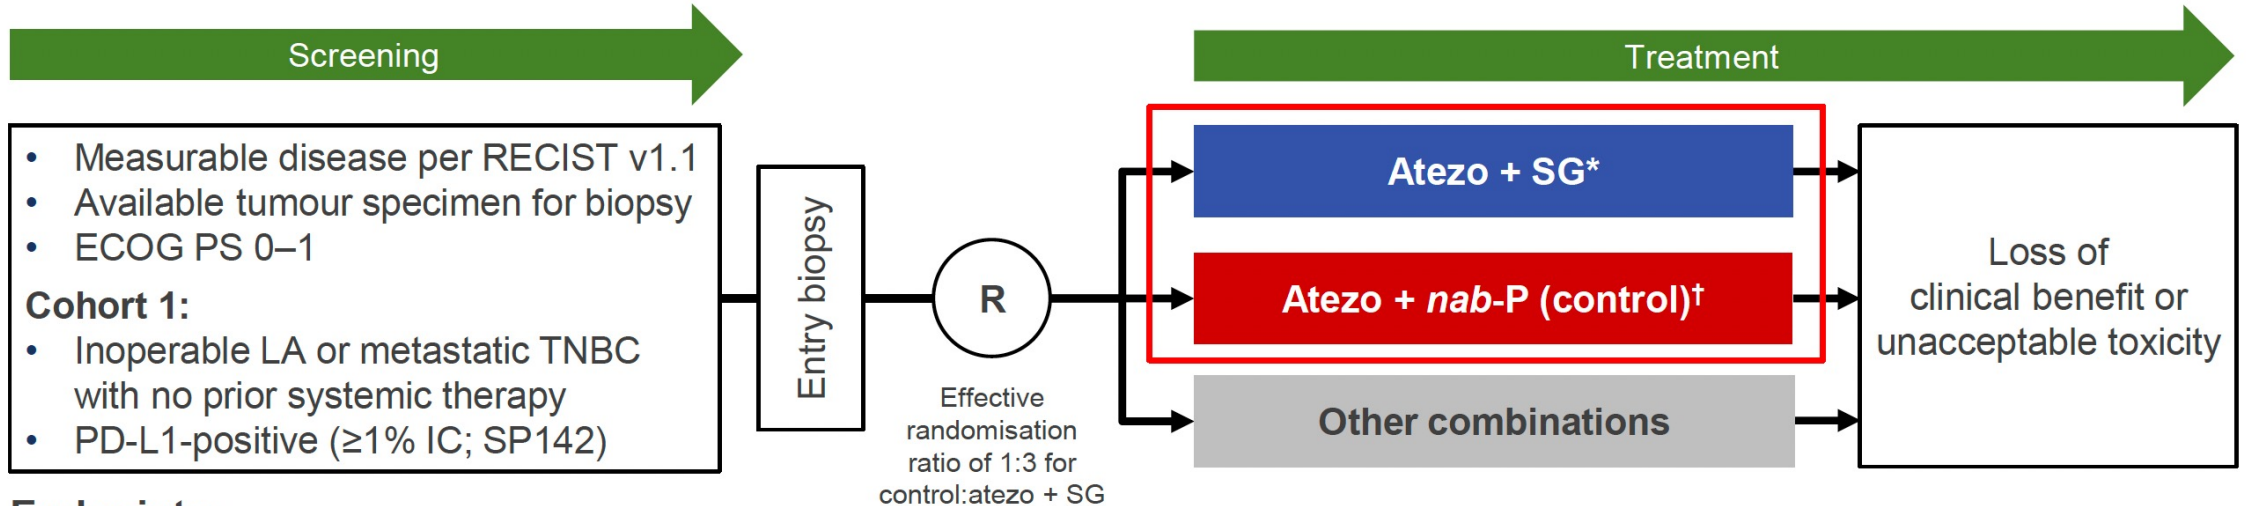 Screening
Treatment
• Measurable disease per RECIST v1.1
• Available tumour specimen for biopsy
• ECOG PS 0–1
Cohort 1:
• Inoperable LA or metastatic TNBC
with no prior systemic therapy
• PD-L1-positive (≥1% IC; SP142)
Entry biopsy
R
Effective
randomisation
ratio of 1:3 for
control:atezo + SG
Atezo + SG*
Atezo + nab-P (control)†
Other combinations
Loss of
clinical benefit or
unacceptable toxicity